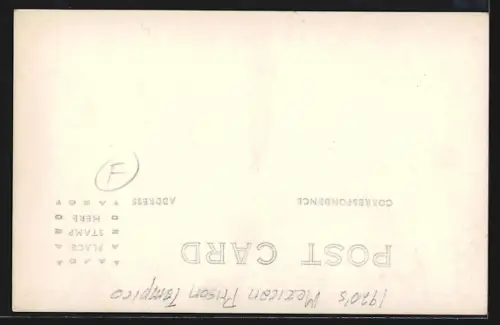 1920's Mexican Prison Tampico
POST CARD
CORRESPONDENCE
ADDRESS
PLACE
STAMP
HERE
F